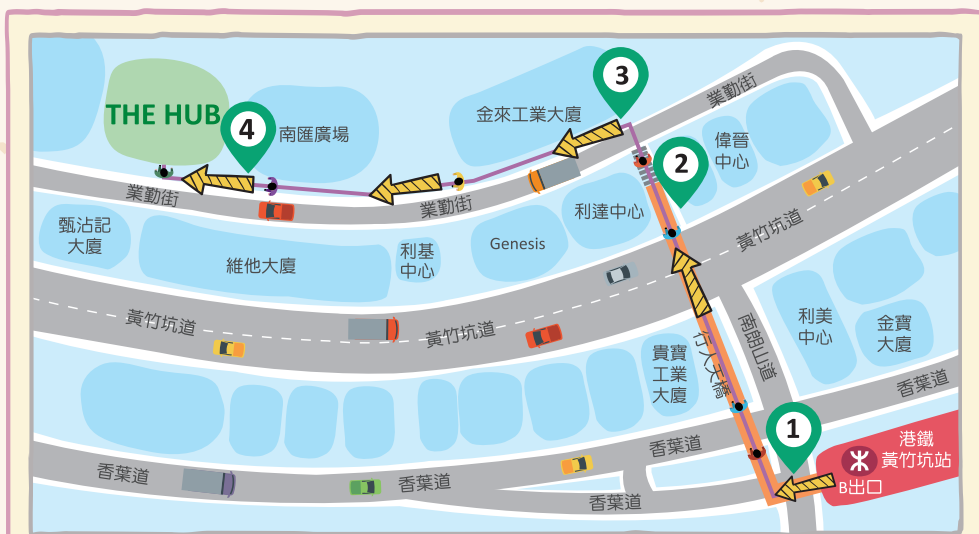 業勤街
3
金來工業大廈
THE HUB
4
南匯廣場
2
偉晉
中心
業勤街
業勤街
利達中心
甄沾記
大廈
維他大廈
利基
中心
Genesis
黃竹坑道
黃竹坑道
黃竹坑道
行人天橋
南朗山道
利美
中心
金寶
大廈
貴寶
工業
大廈
香葉道
1
港鐵
黃竹坑站
B出口
香葉道
香葉道
香葉道
香葉道